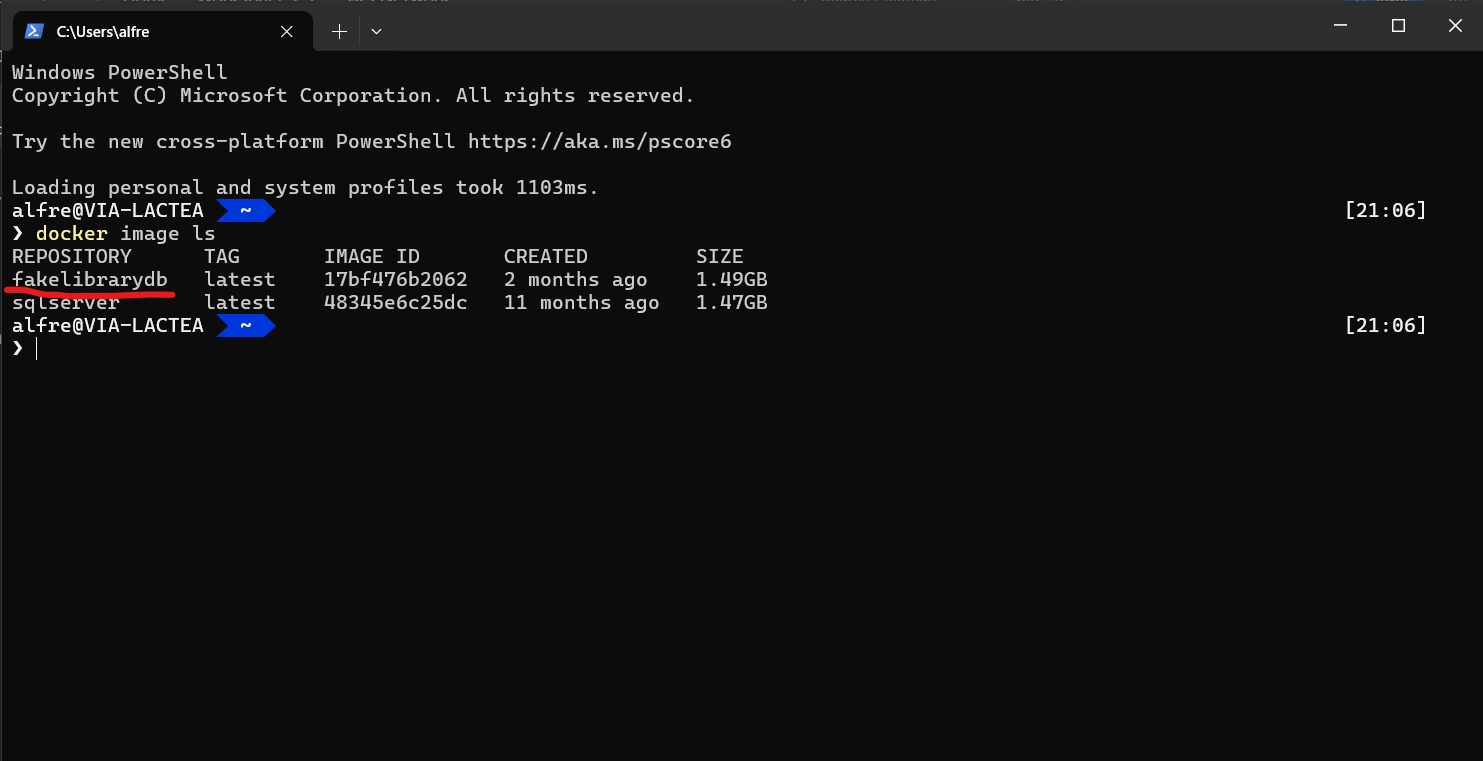 C:\Users\alfre
Windows PowerShell
Copyright (C) Microsoft Corporation. All rights reserved.
Try the new cross-platform PowerShell https://aka.ms/pscore6
Loading personal and system profiles took 1103ms.
alfre@VIA-LACTEA ~ [21:06]
❯ docker image ls
REPOSITORY TAG IMAGE ID CREATED SIZE
fakelibrarydb latest 17bf476b2062 2 months ago 1.49GB
sqlserver latest 48345e6c25dc 11 months ago 1.47GB
alfre@VIA-LACTEA ~ [21:06]
❯